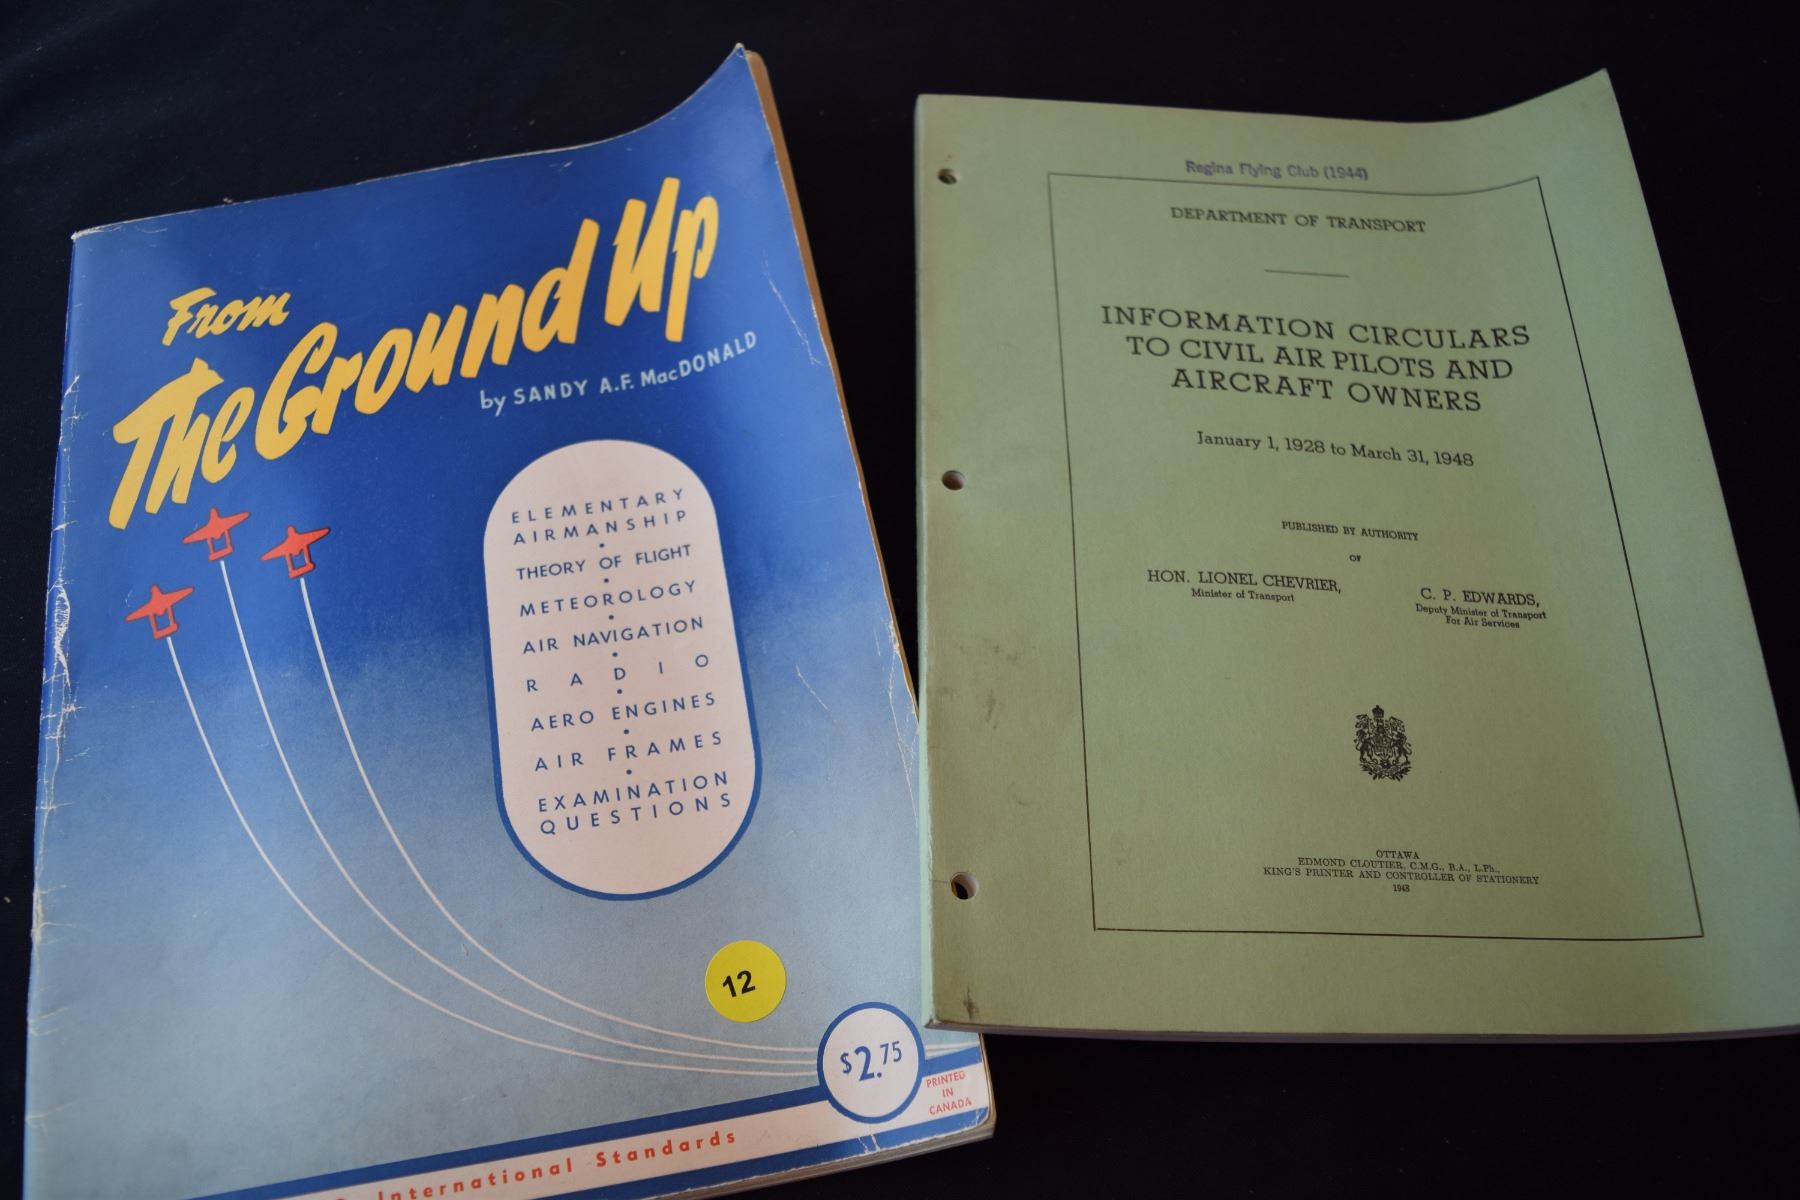 From
The Ground Up
by SANDY A.F. MacDONALD
ELEMENTARY
AIRMANSHIP
THEORY OF FLIGHT
METEOROLOGY
AIR NAVIGATION
RADIO
AERO ENGINES
AIR FRAMES
EXAMINATION
QUESTIONS
12
$2.75
PRINTED
IN
CANADA
International Standards
Regina Flying Club (1944)
DEPARTMENT OF TRANSPORT
INFORMATION CIRCULARS
TO CIVIL AIR PILOTS AND
AIRCRAFT OWNERS
January 1, 1928 to March 31, 1948
PUBLISHED BY AUTHORITY
OF
HON. LIONEL CHEVRIER,
Minister of Transport
C. P. EDWARDS,
Deputy Minister of Transport
For Air Services
OTTAWA
EDMOND CLOUTIER, C.M.G., B.A., L.Ph.,
KING'S PRINTER AND CONTROLLER OF STATIONERY
1948